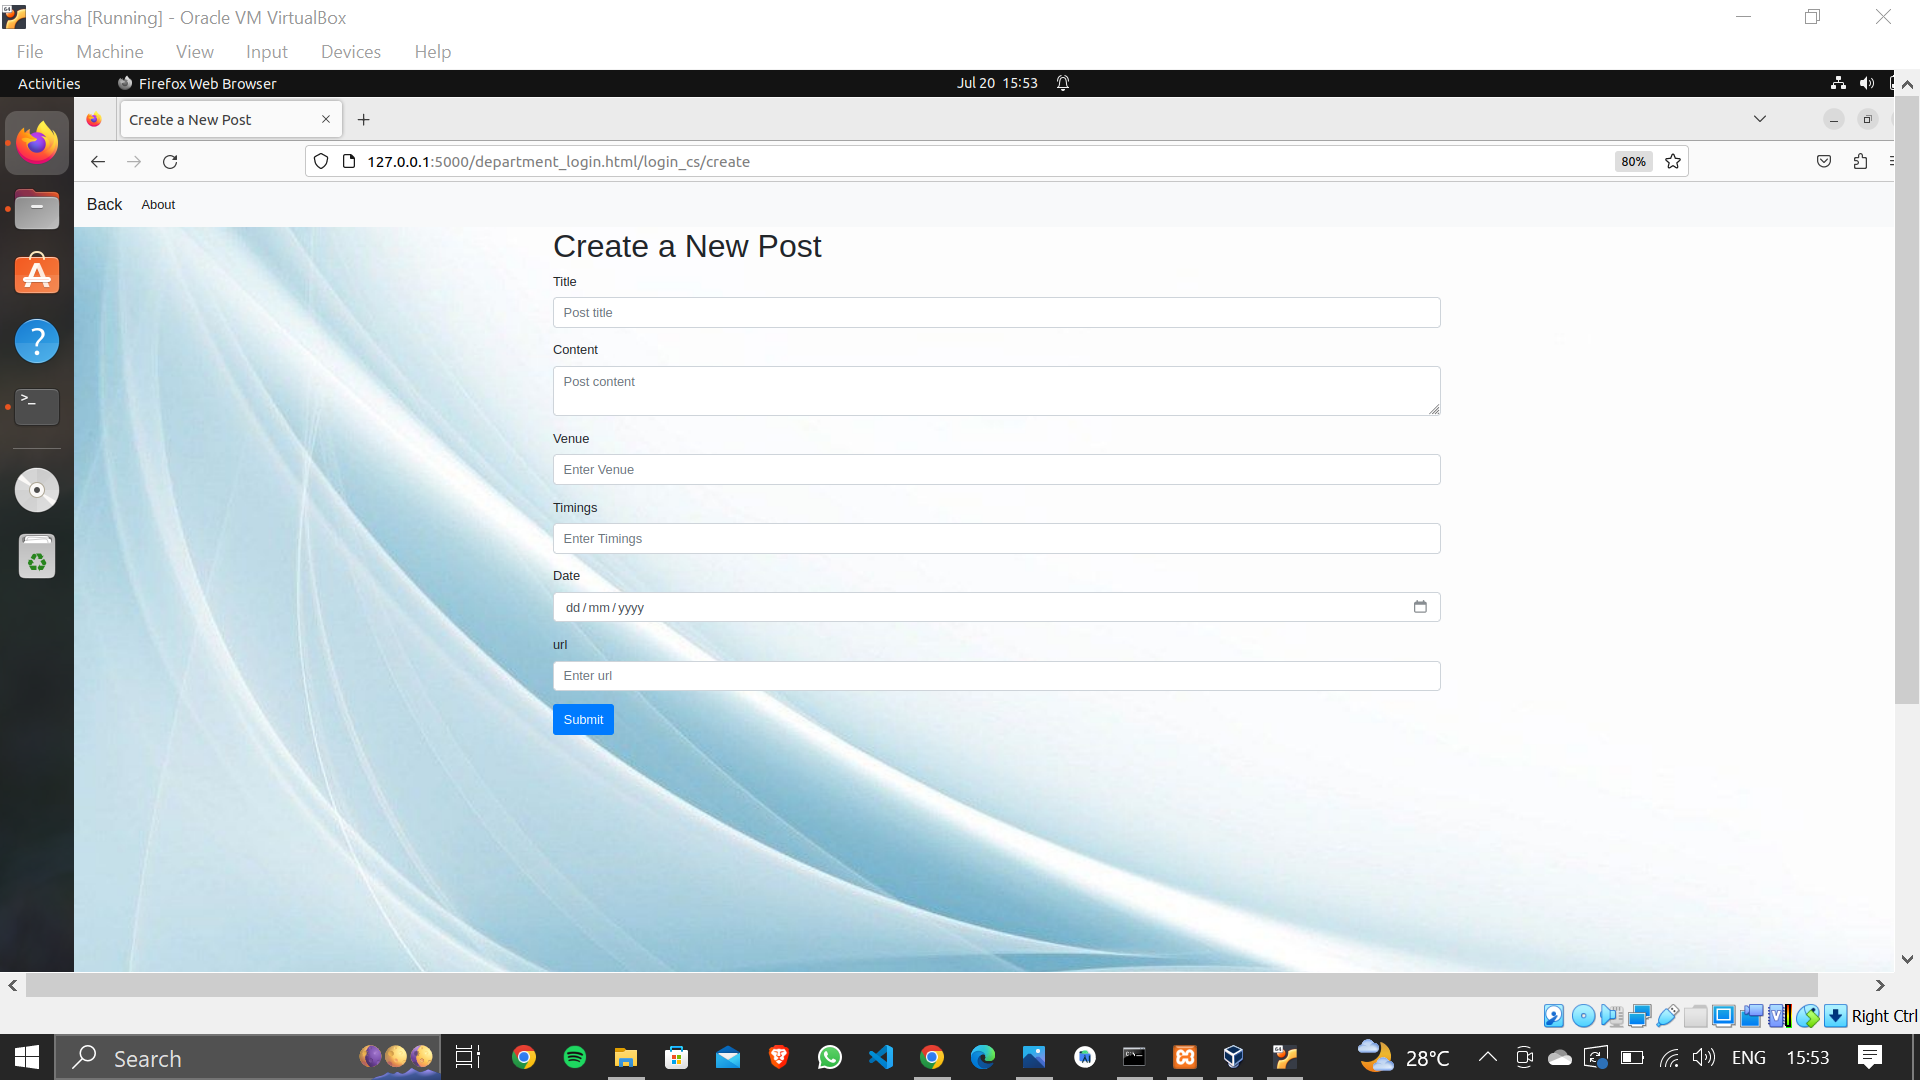 varsha [Running] - Oracle VM VirtualBox
File Machine View Input Devices Help
Activities Firefox Web Browser Jul 20 15:53
Create a New Post
127.0.0.1:5000/department_login.html/login_cs/create 80%
Back About
Create a New Post
Title
Post title
Content
Post content
Venue
Enter Venue
Timings
Enter Timings
Date
dd/mm/yyyy
url
Enter url
Submit
Right Ctrl
Search 28°C ENG 15:53